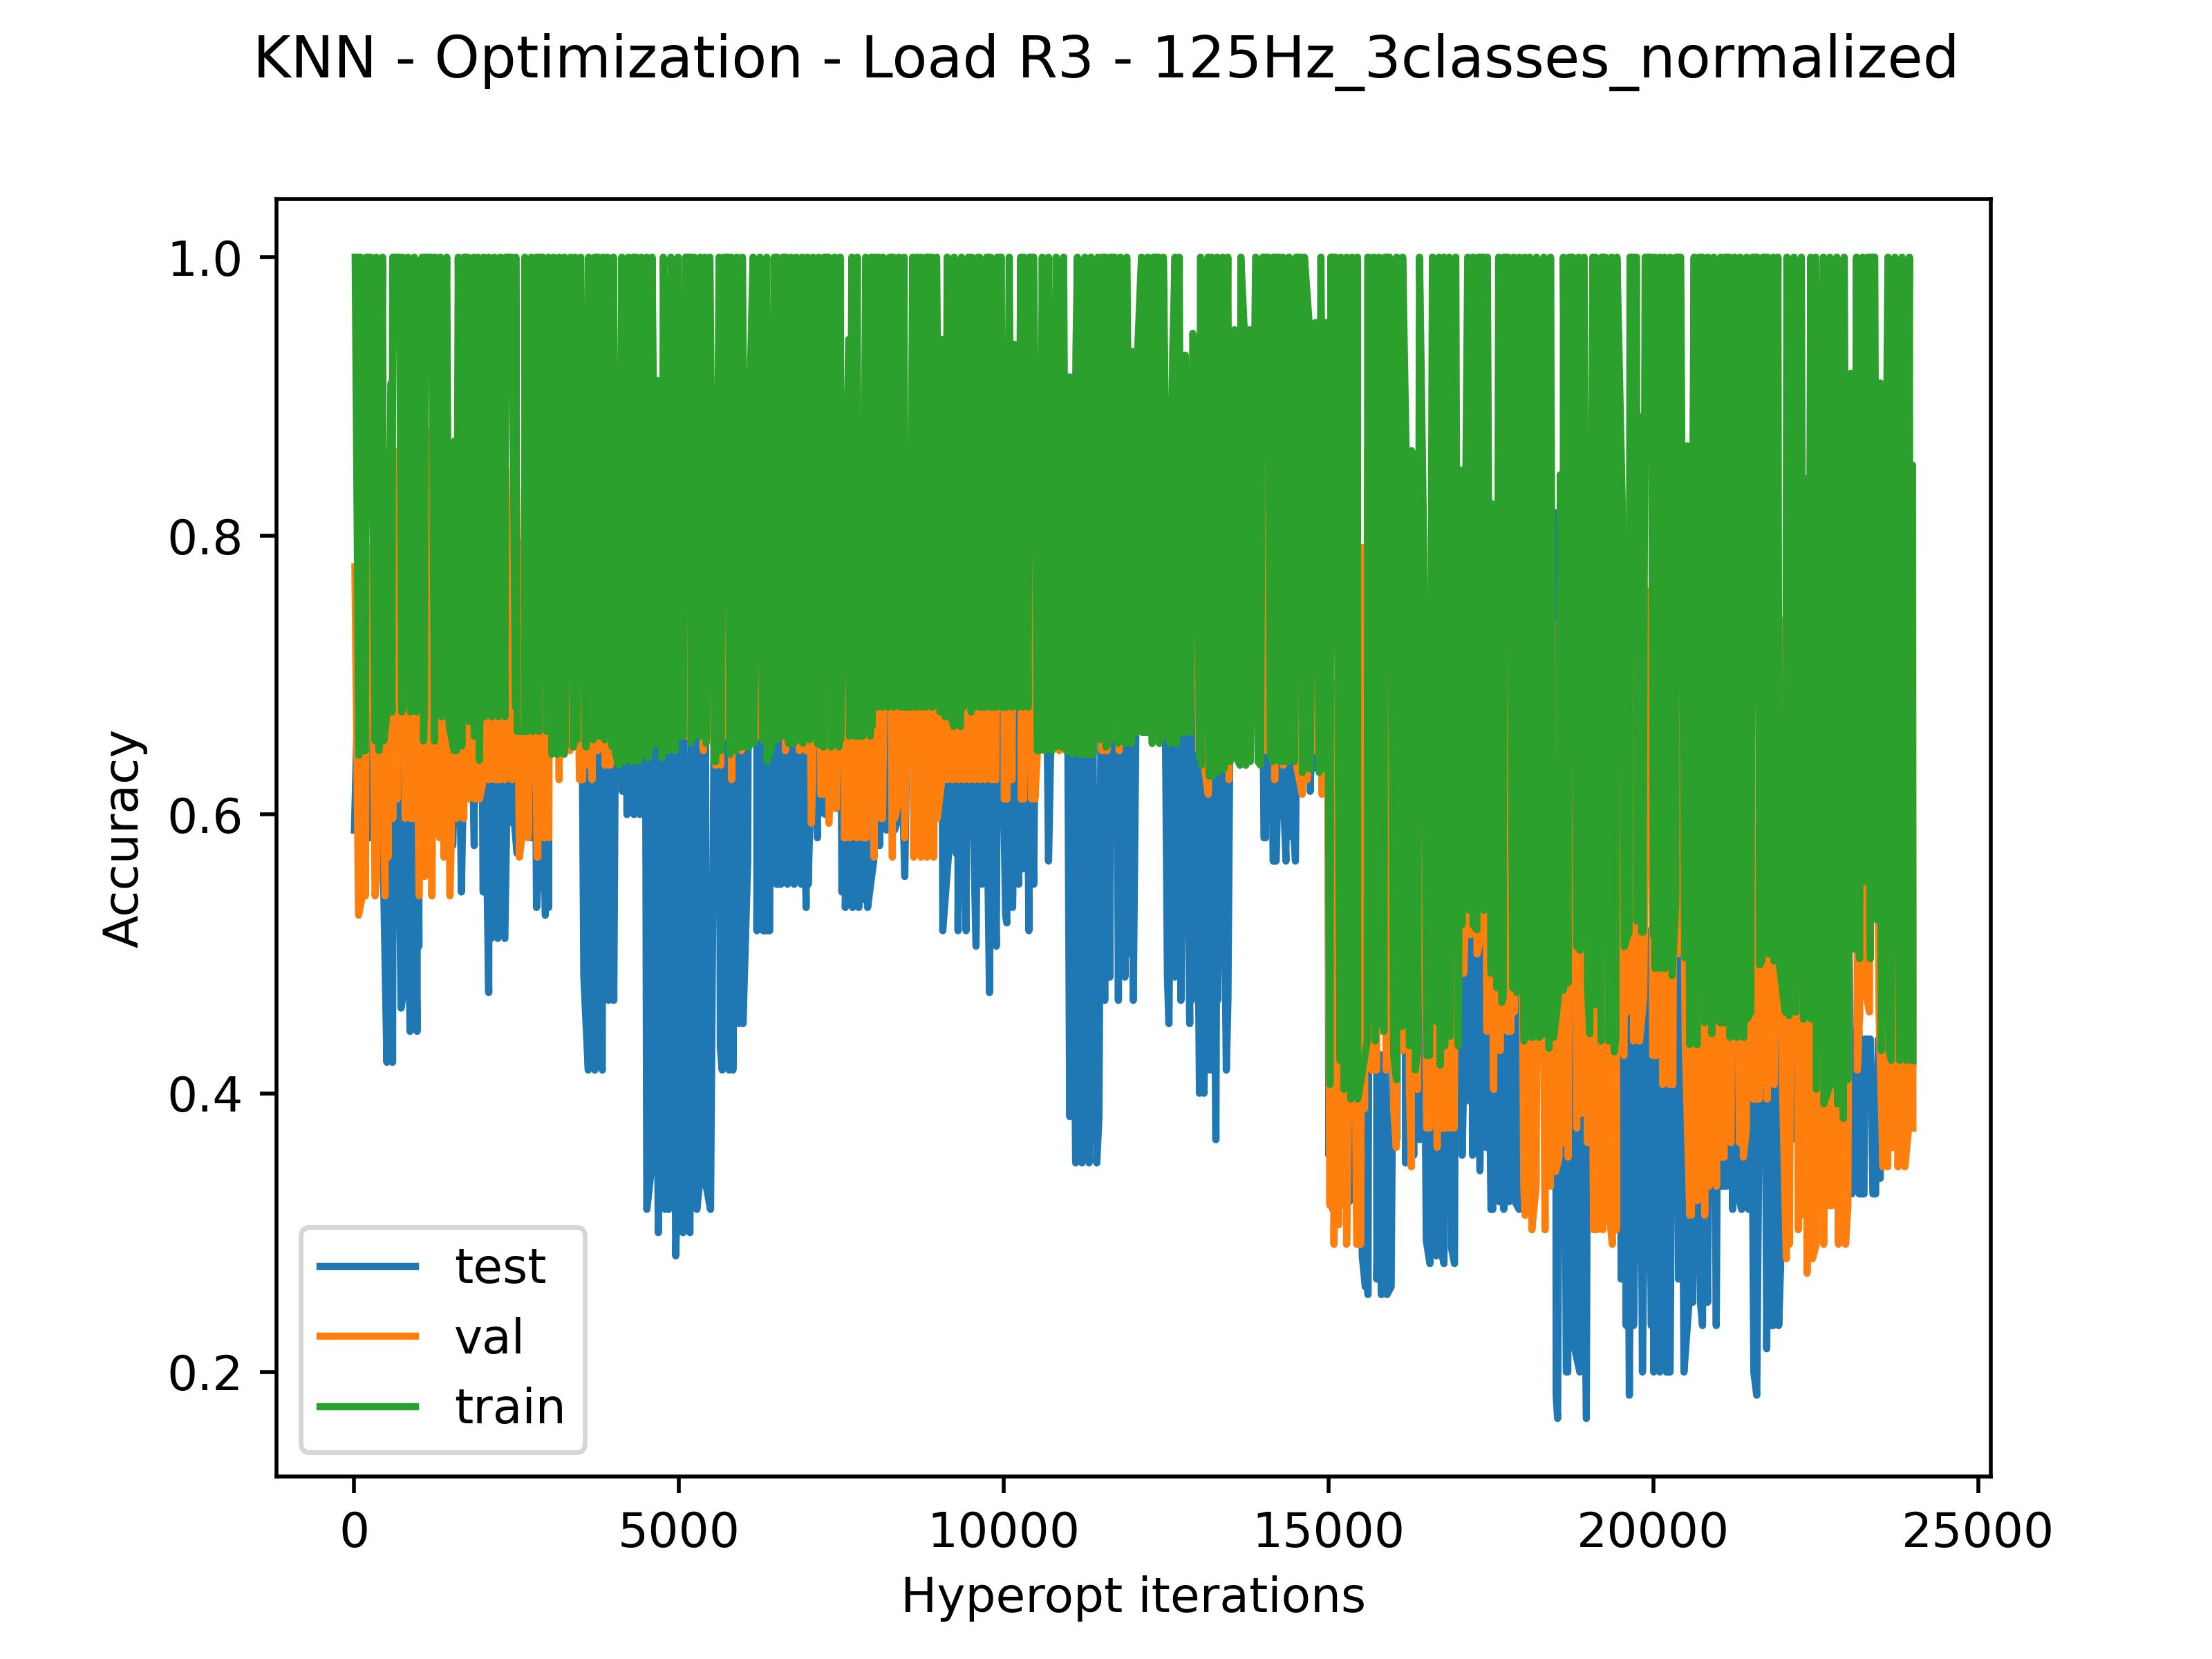 KNN - Optimization - Load R3 - 125Hz_3classes_normalized
1.0
0.8
0.6
0.4
0.2
Accuracy
test
val
train
0 5000 10000 15000 20000 25000
Hyperopt iterations